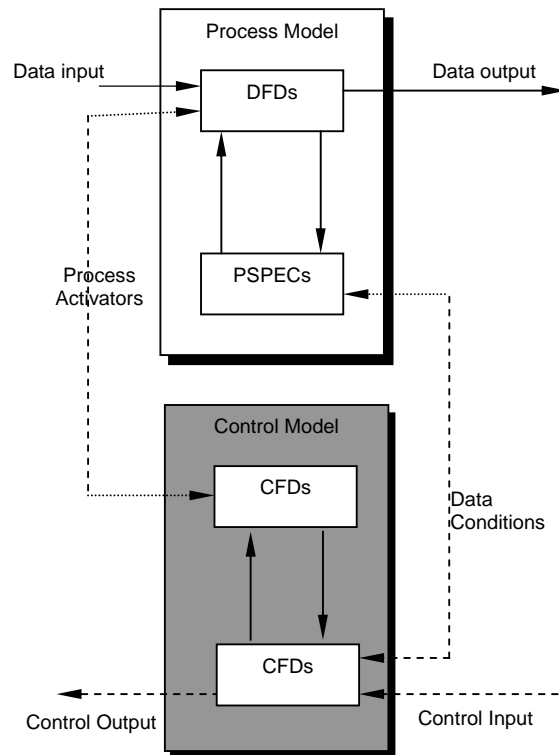 Process Model
Data input
Data output
DFDs
PSPECs
Process
Activators
Control Model
CFDs
Data
Conditions
CFDs
Control Output
Control Input